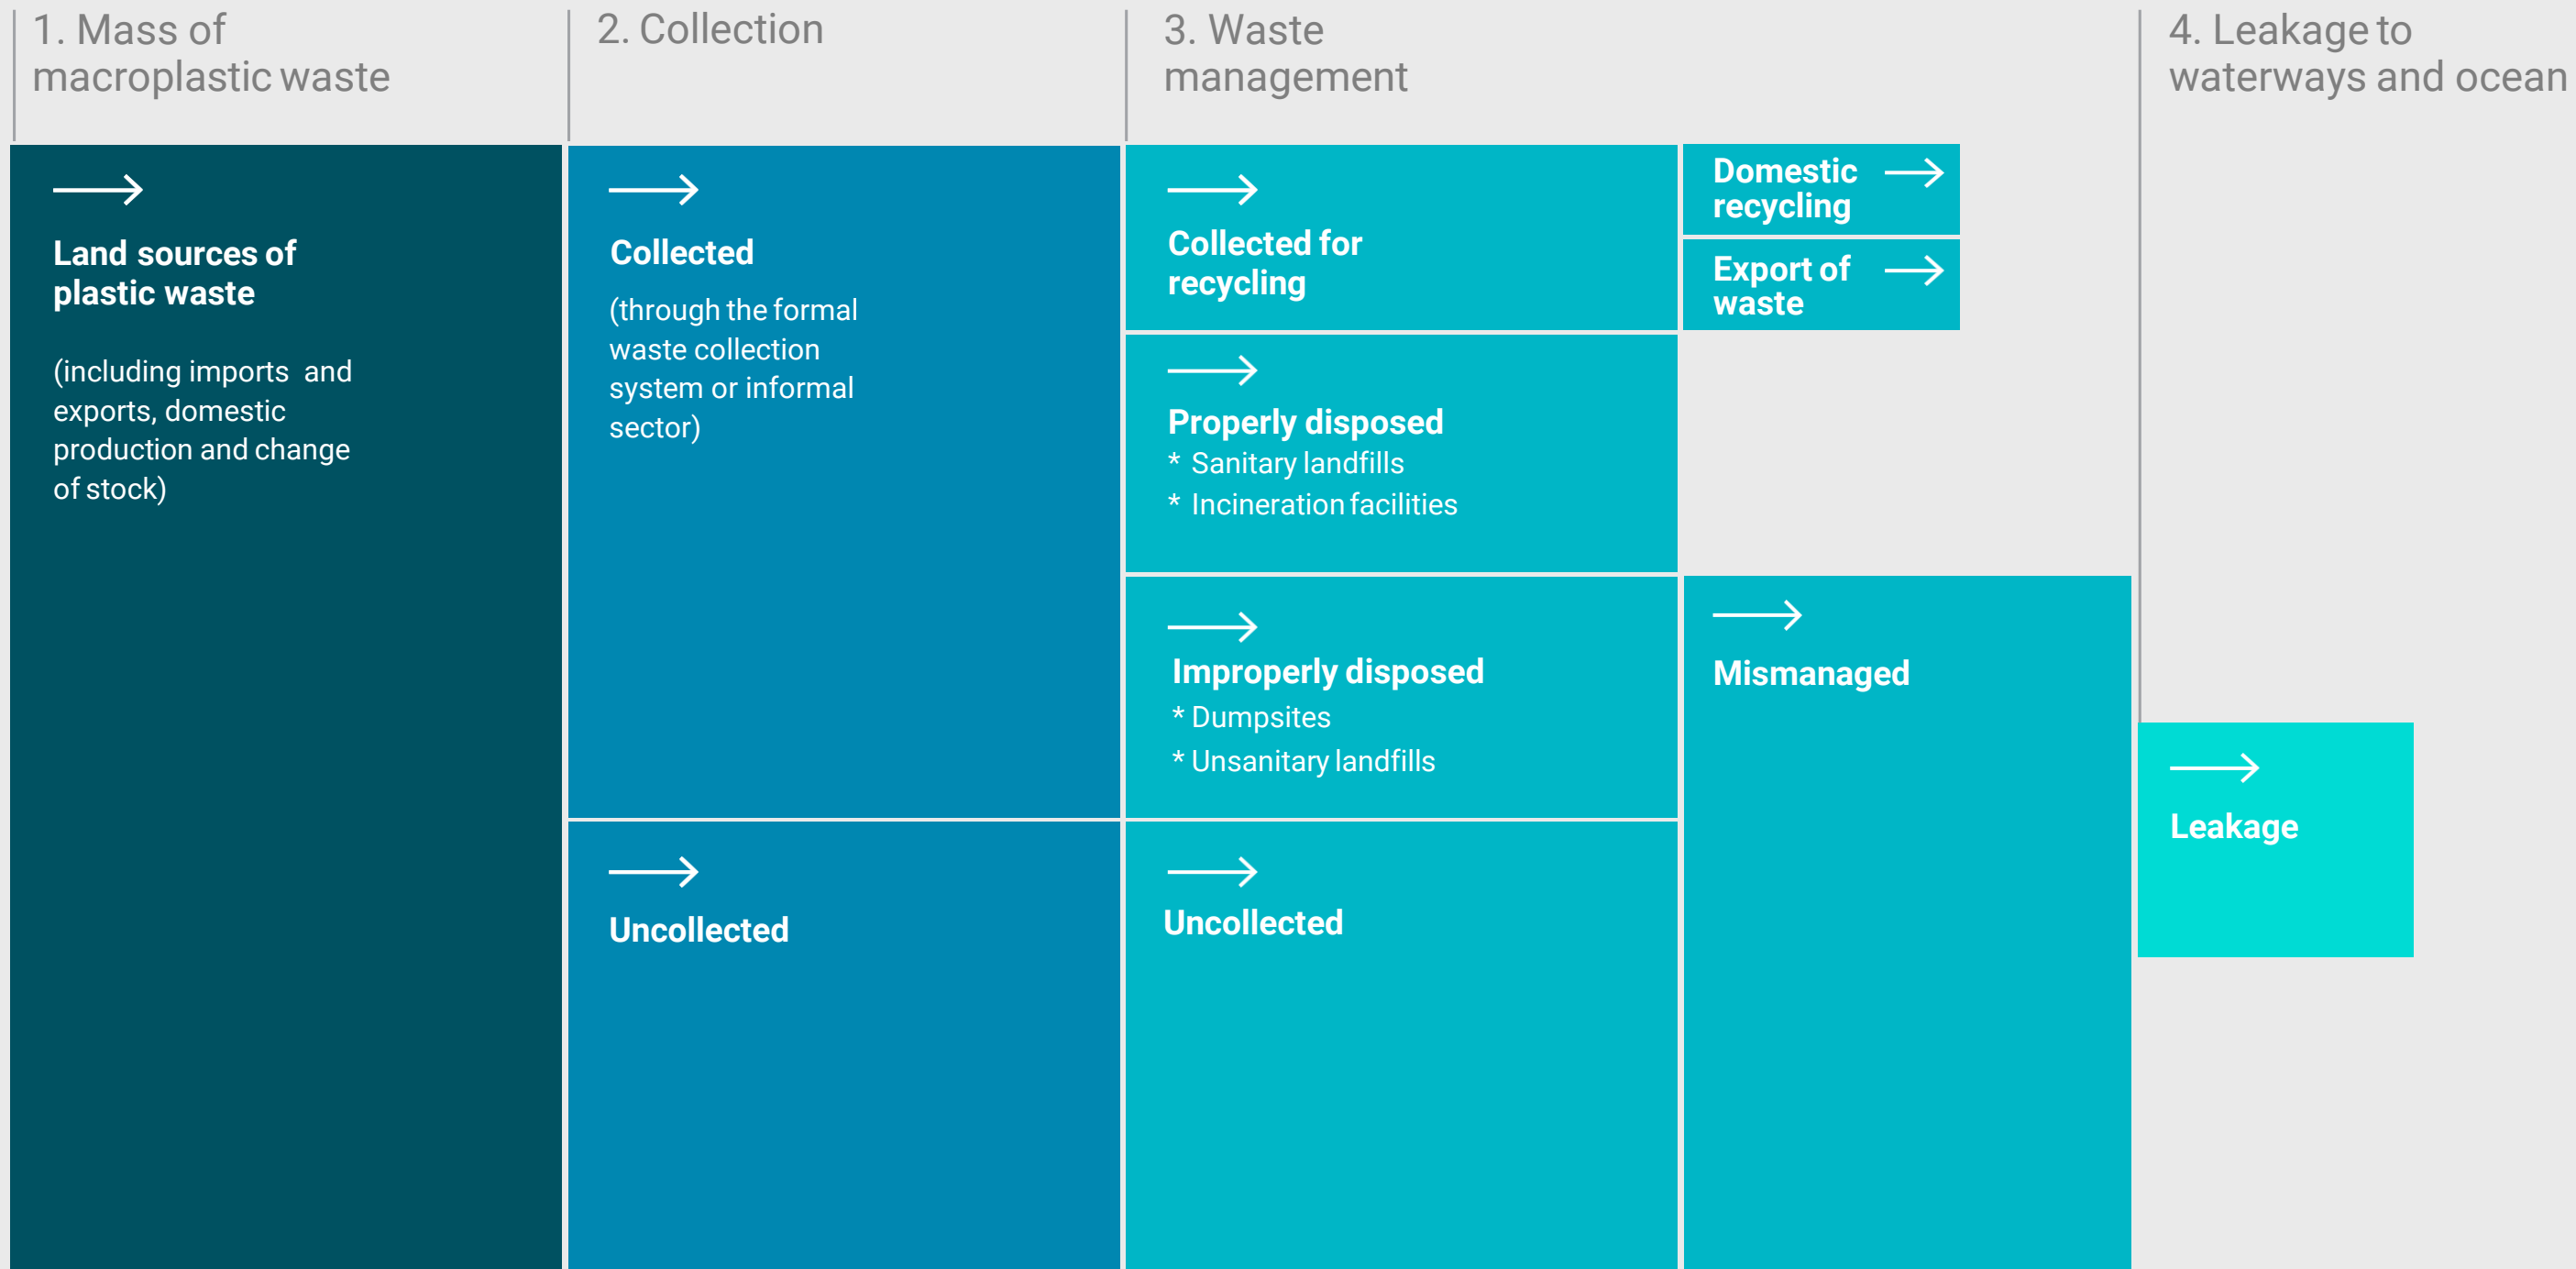 1. Mass of
macroplastic waste
2. Collection
3. Waste
management
4. Leakage to
waterways and ocean
Land sources of
plastic waste
(including imports and
exports, domestic
production and change
of stock)
Collected
(through the formal
waste collection
system or informal
sector)
Uncollected
Collected for
recycling
Domestic
recycling
Export of
waste
Properly disposed
* Sanitary landfills
* Incineration facilities
Improperly disposed
* Dumpsites
* Unsanitary landfills
Uncollected
Mismanaged
Leakage